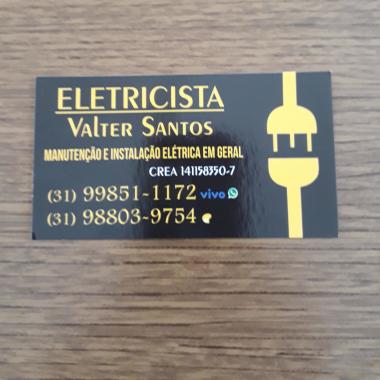 ELETRICISTA
VALTER SANTOS
MANUTENÇÃO E INSTALAÇÃO ELÉTRICA EM GERAL
CREA 141158350-7
(31) 99851-1172 vivo
(31) 98803-9754